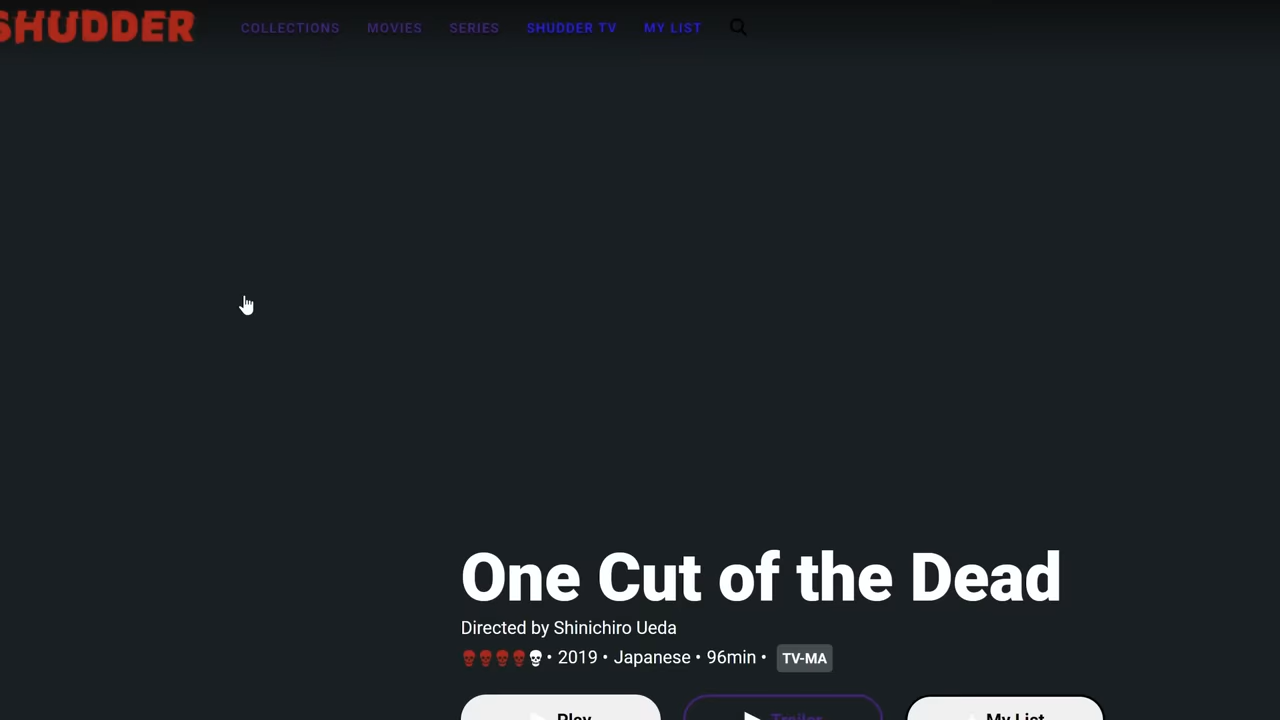 SHUDDER COLLECTIONS MOVIES SERIES SHUDDER TV MY LIST
One Cut of the Dead
Directed by Shinichiro Ueda
• 2019 • Japanese • 96min • TV-MA
Play Trailer My List